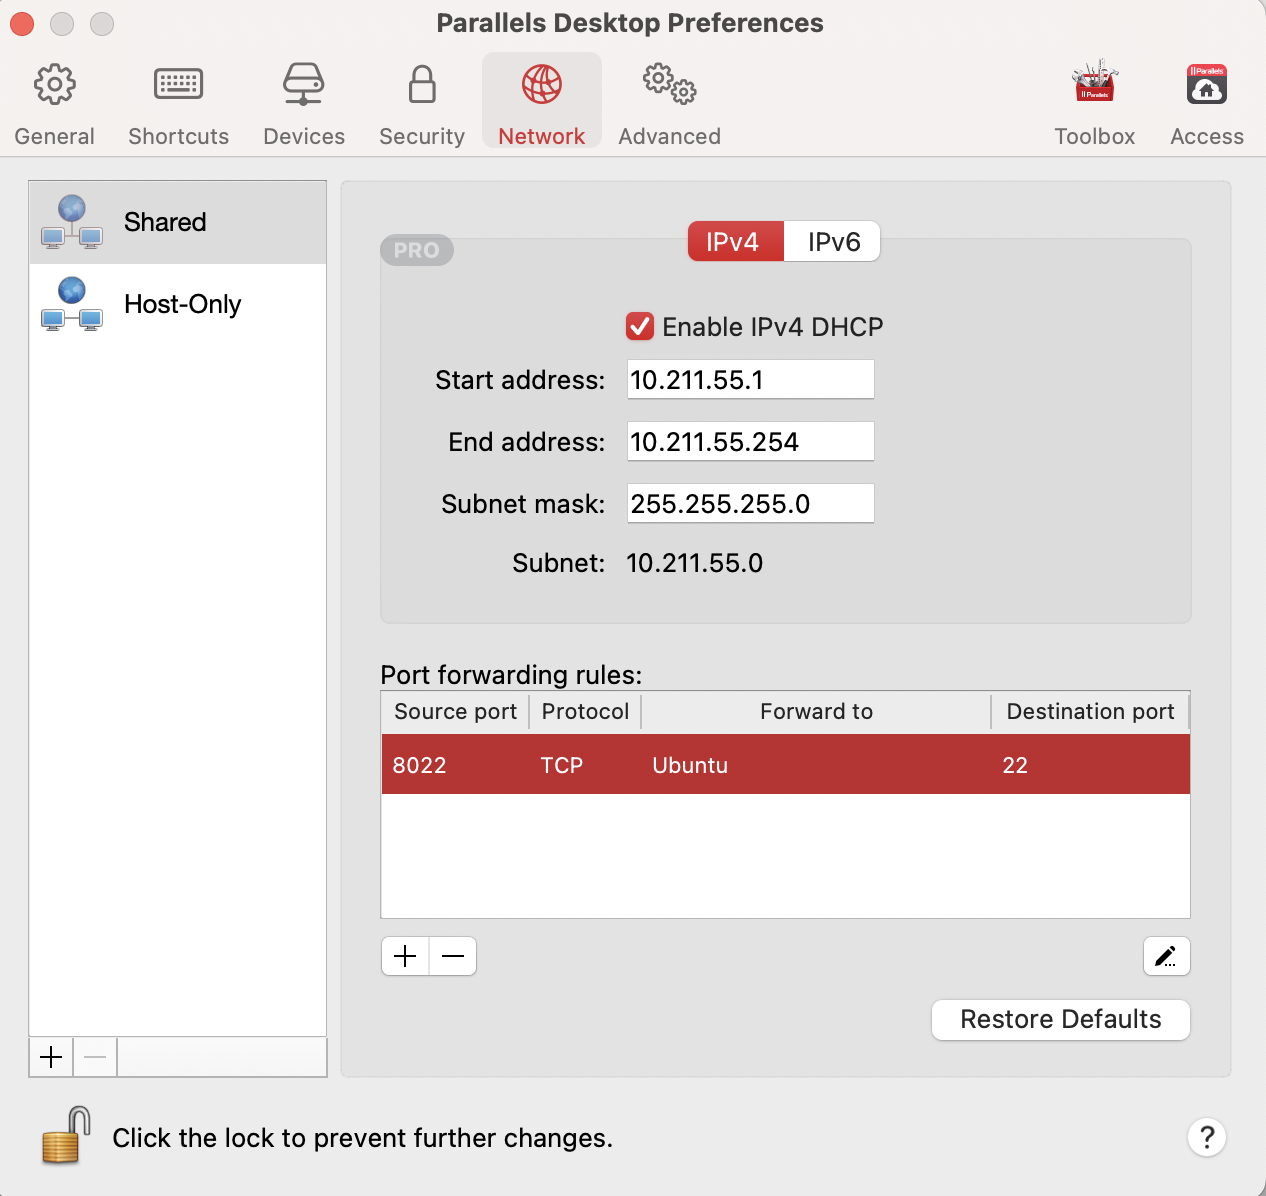 Parallels Desktop Preferences
General Shortcuts Devices Security Network Advanced Toolbox Access
Shared
Host-Only
PRO
IPv4 IPv6
Enable IPv4 DHCP
Start address: 10.211.55.1
End address: 10.211.55.254
Subnet mask: 255.255.255.0
Subnet: 10.211.55.0
Port forwarding rules:
Source port Protocol Forward to Destination port
8022 TCP Ubuntu 22
Restore Defaults
Click the lock to prevent further changes.
?